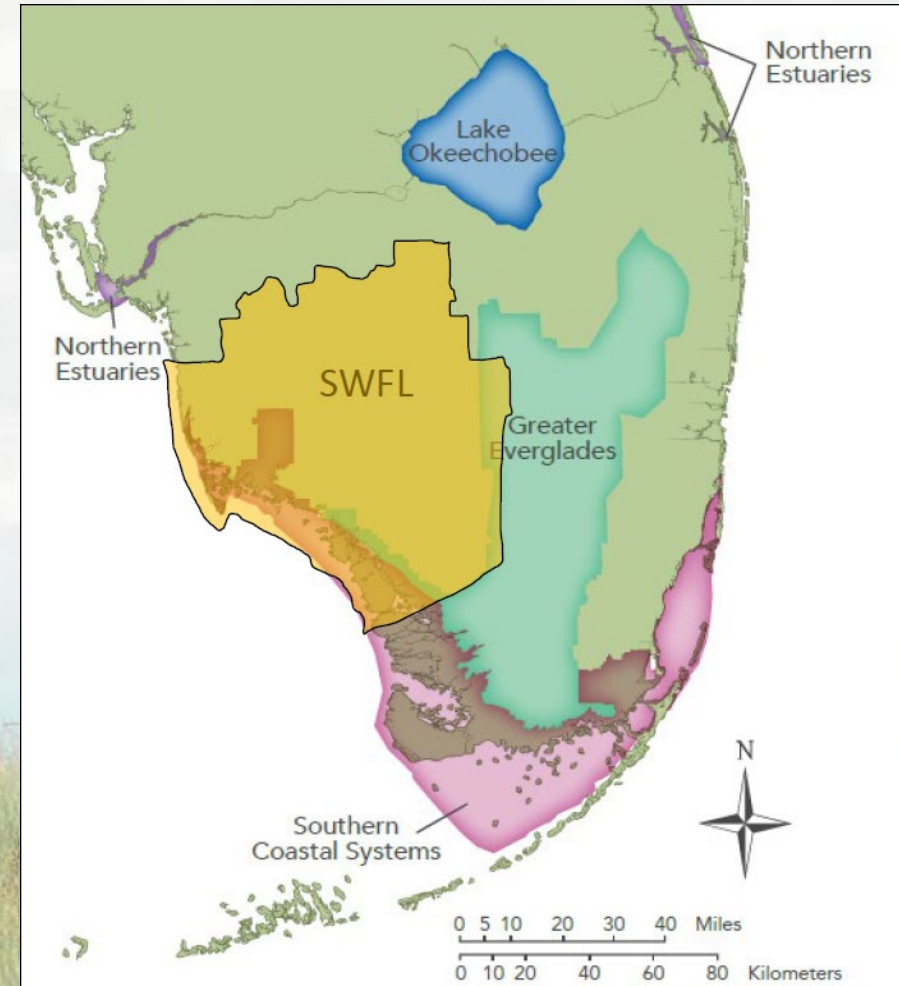 Northern
Estuaries
Lake
Okeechobee
Northern
Estuaries
SWFL
Greater
Everglades
Southern
Coastal Systems
N
0 5 10 20 30 40 Miles
0 10 20 40 60 80 Kilometers